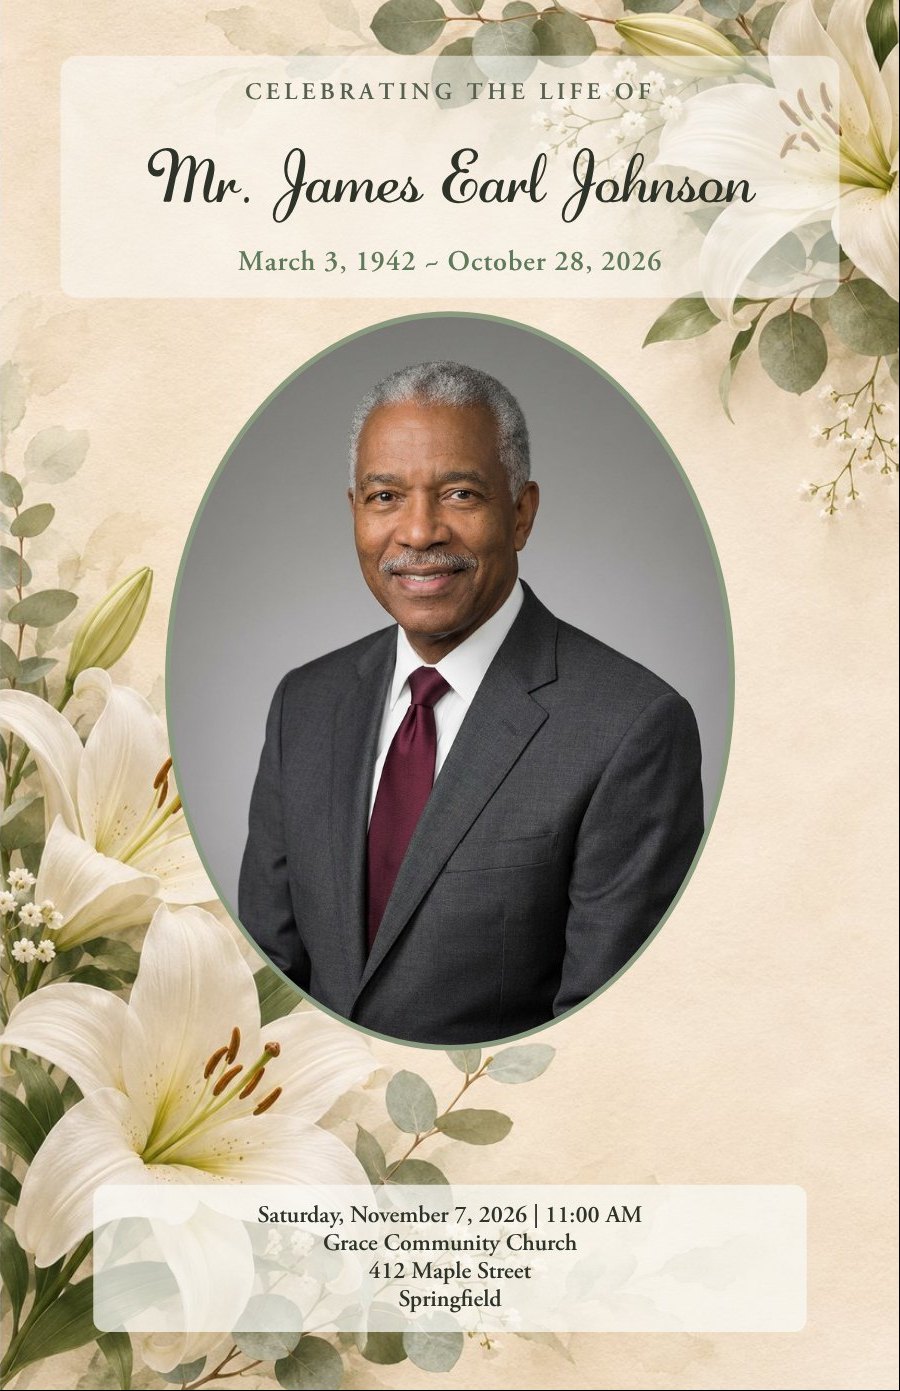 CELEBRATING THE LIFE OF
Mr. James Earl Johnson
March 3, 1942 ~ October 28, 2026
Saturday, November 7, 2026 | 11:00 AM
Grace Community Church
412 Maple Street
Springfield